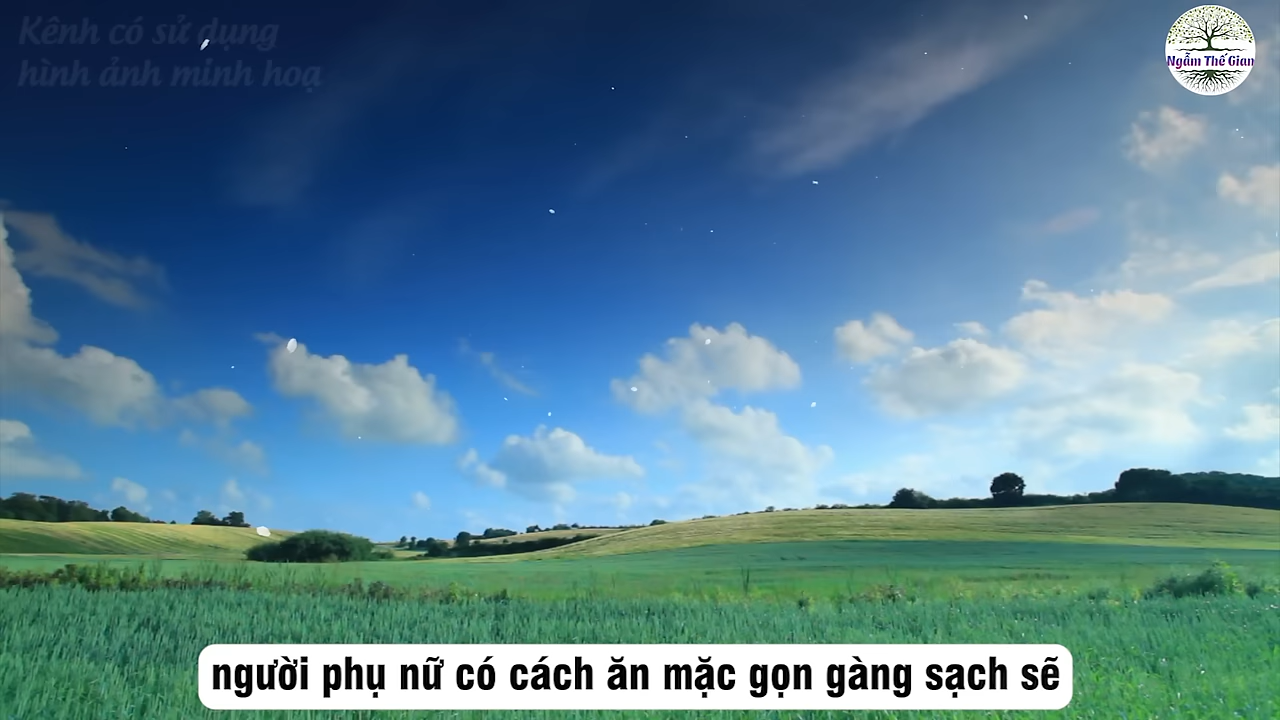 Kênh có sử dụng
hình ảnh minh hoạ
Ngẫm Thế Gian
người phụ nữ có cách ăn mặc gọn gàng sạch sẽ